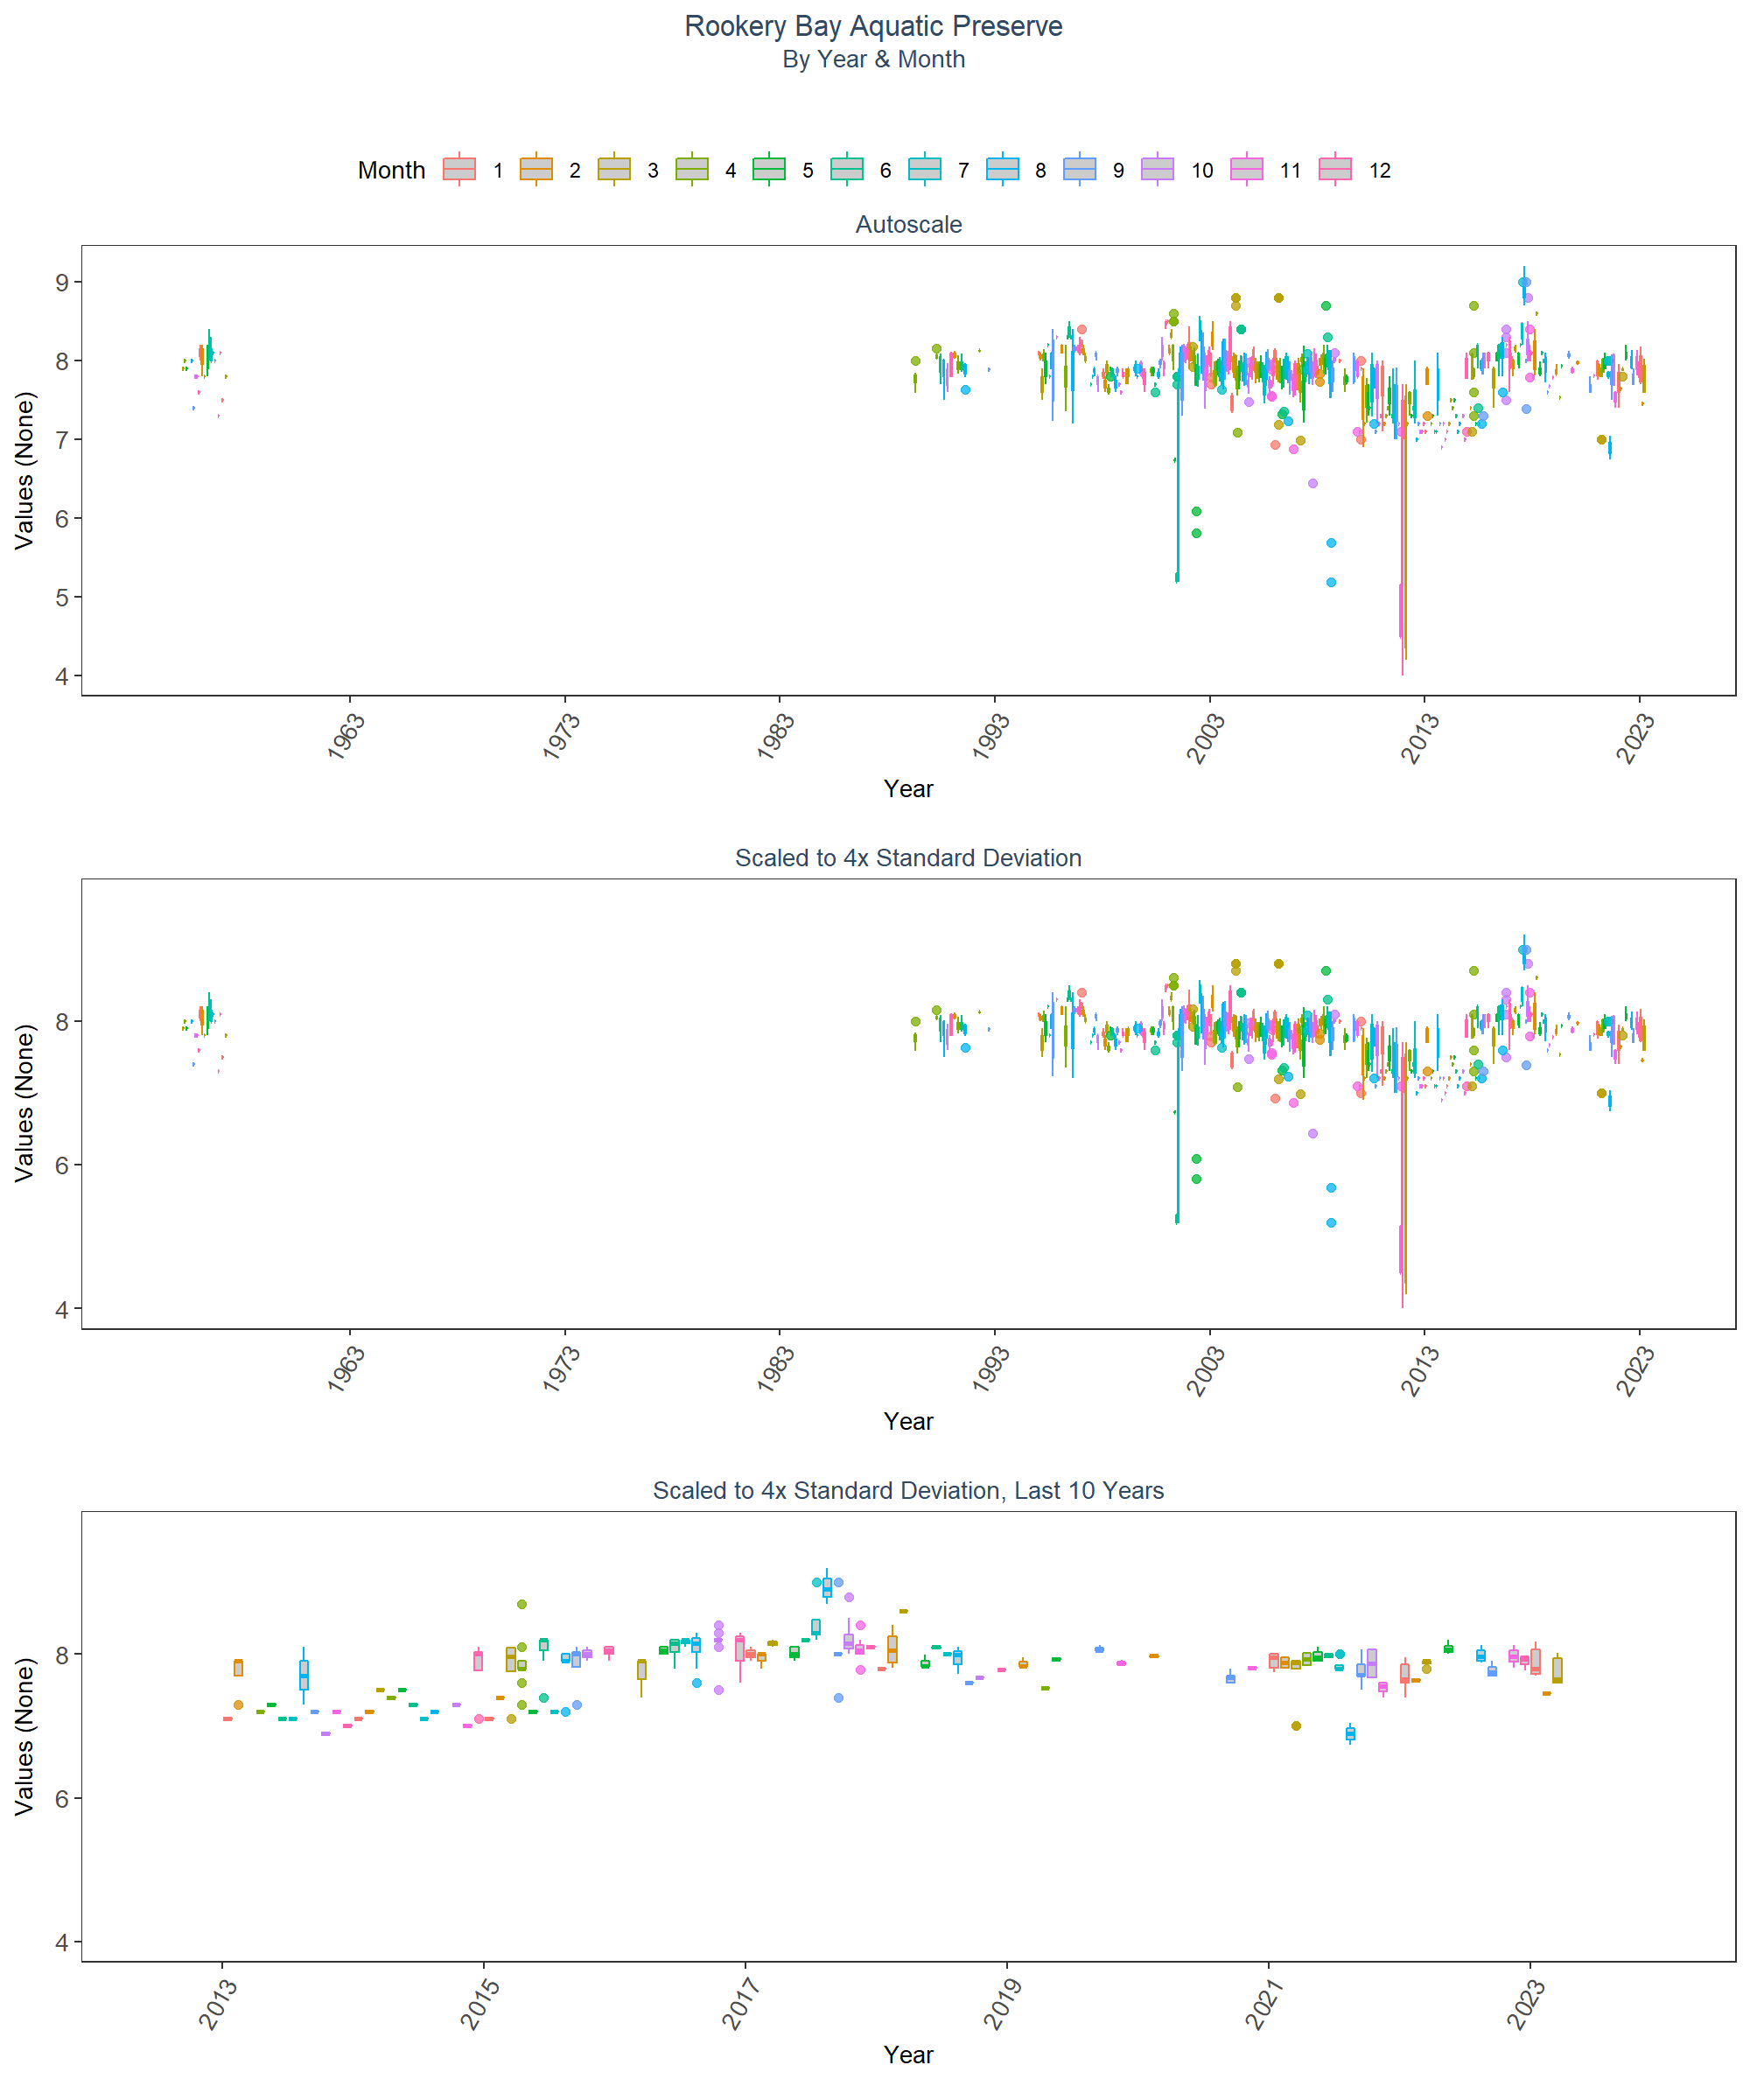 Rookery Bay Aquatic Preserve
By Year & Month
Month 1 2 3 4 5 6 7 8 9 10 11 12
Autoscale
Values (None)
9
8
7
6
5
4
1963 1973 1983 1993 2003 2013 2023
Year
Scaled to 4x Standard Deviation
Values (None)
8
6
4
1963 1973 1983 1993 2003 2013 2023
Year
Scaled to 4x Standard Deviation, Last 10 Years
Values (None)
8
6
4
2013 2015 2017 2019 2021 2023
Year